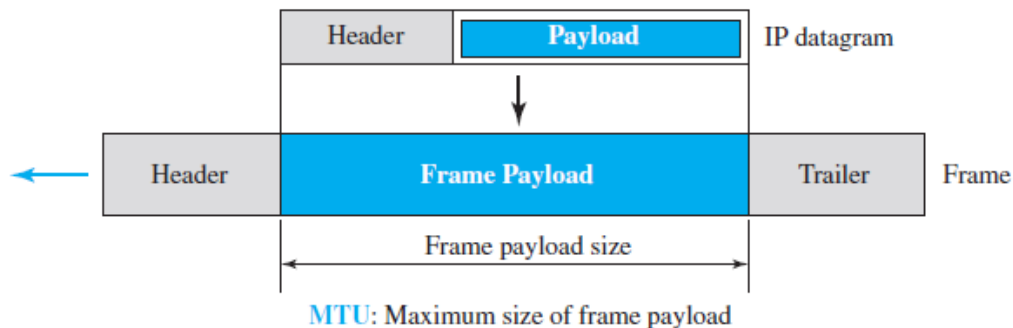 Header Payload IP datagram
Header Frame Payload Trailer Frame
Frame payload size
MTU: Maximum size of frame payload